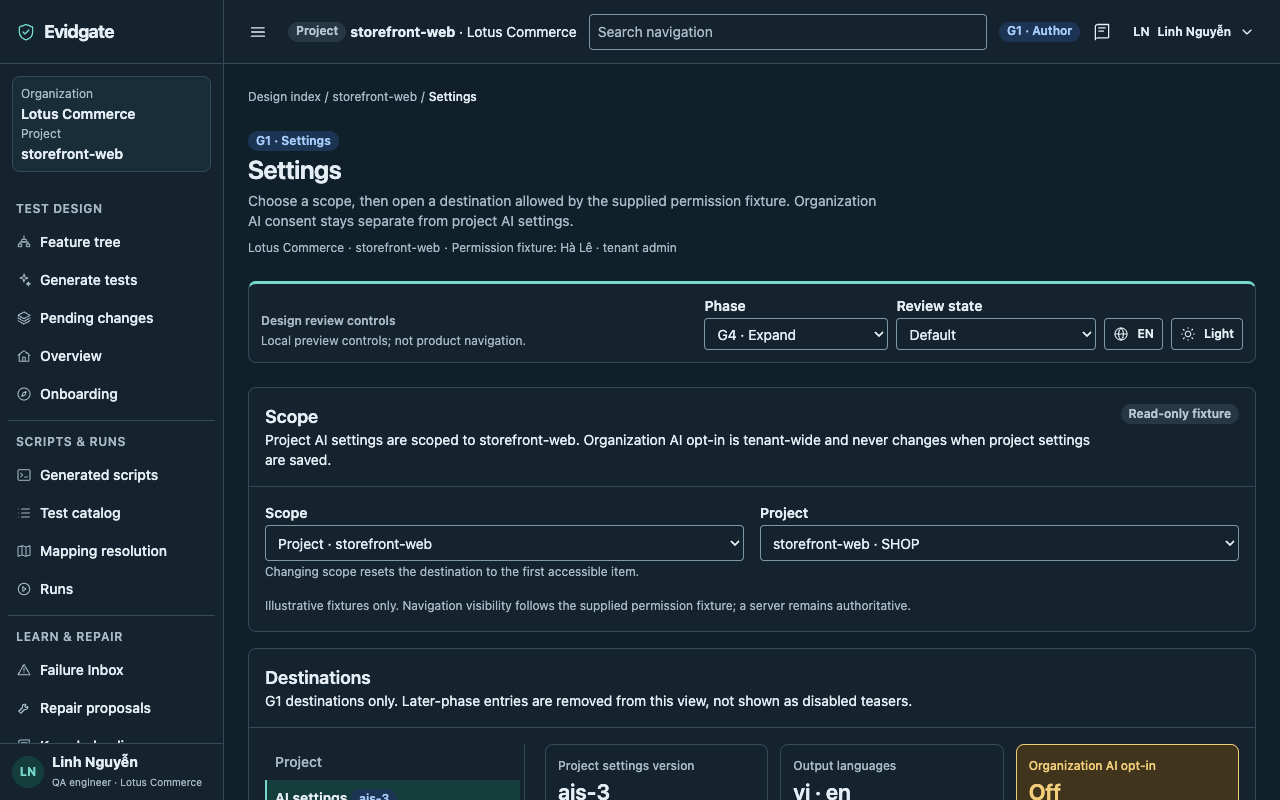 Evidgate
Project storefront-web · Lotus Commerce
Search navigation
G1 · Author
LN Linh Nguyễn
Organization
Lotus Commerce
Project
storefront-web
TEST DESIGN
Feature tree
Generate tests
Pending changes
Overview
Onboarding
SCRIPTS & RUNS
Generated scripts
Test catalog
Mapping resolution
Runs
LEARN & REPAIR
Failure Inbox
Repair proposals
LN
Linh Nguyễn
QA engineer · Lotus Commerce
Design index / storefront-web / Settings
G1 · Settings
Settings
Choose a scope, then open a destination allowed by the supplied permission fixture. Organization
AI consent stays separate from project AI settings.
Lotus Commerce · storefront-web · Permission fixture: Hà Lê · tenant admin
Design review controls
Local preview controls; not product navigation.
Phase
G4 · Expand
Review state
Default
EN
Light
Scope
Read-only fixture
Project AI settings are scoped to storefront-web. Organization AI opt-in is tenant-wide and never changes when project settings
are saved.
Scope
Project · storefront-web
Changing scope resets the destination to the first accessible item.
Project
storefront-web · SHOP
Illustrative fixtures only. Navigation visibility follows the supplied permission fixture; a server remains authoritative.
Destinations
G1 destinations only. Later-phase entries are removed from this view, not shown as disabled teasers.
Project
AI settings ais-3
Project settings version
ais-3
Output languages
vi · en
Organization AI opt-in
Off